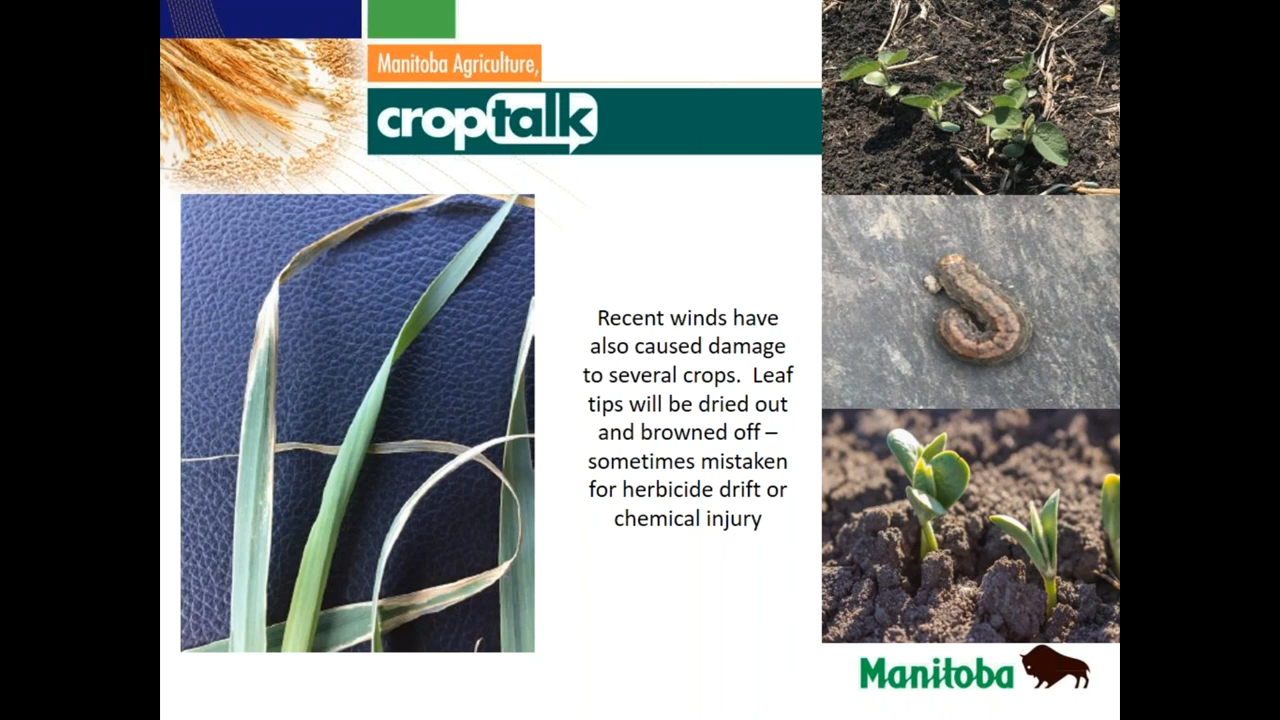 Manitoba Agriculture,
croptalk
Recent winds have
also caused damage
to several crops.  Leaf
tips will be dried out
and browned off –
sometimes mistaken
for herbicide drift or
chemical injury
Manitoba